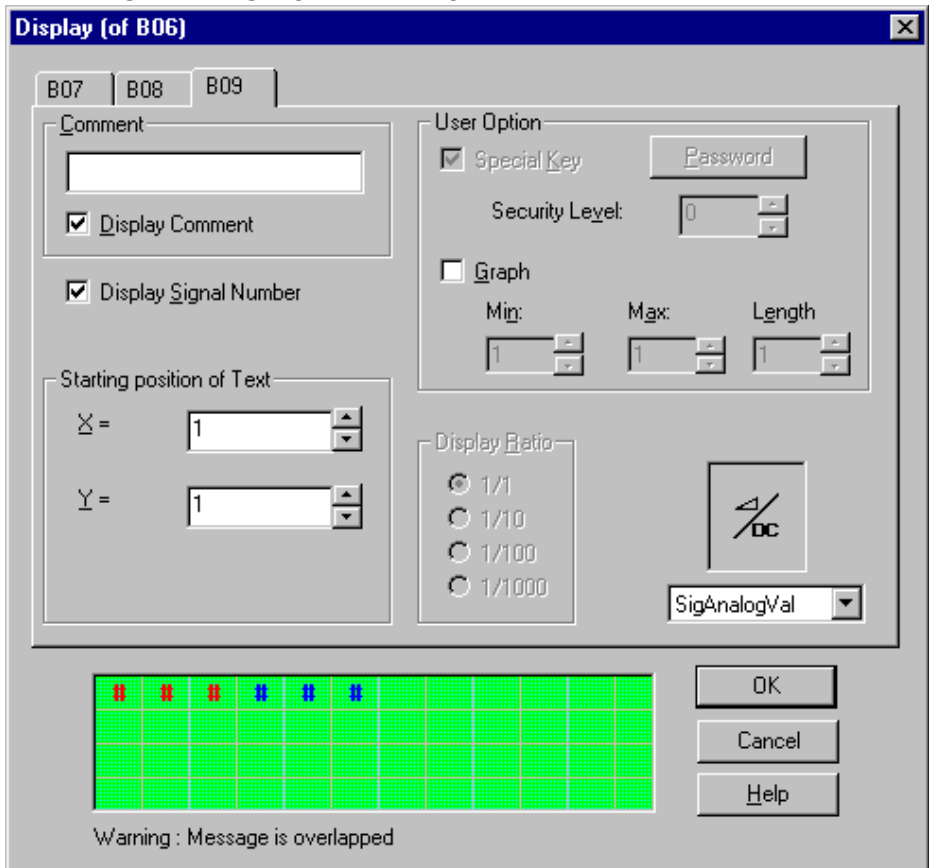 Display (of B06)
B07 B08 B09
Comment
Display Comment
Display Signal Number
Starting position of Text
X = 1
Y = 1
User Option
Special Key Password
Security Level: 0
Graph
Min: Max: Length
1 1 1
Display Ratio
1/1
1/10
1/100
1/1000
DC
SigAnalogVal
# # # # # #
OK
Cancel
Help
Warning : Message is overlapped